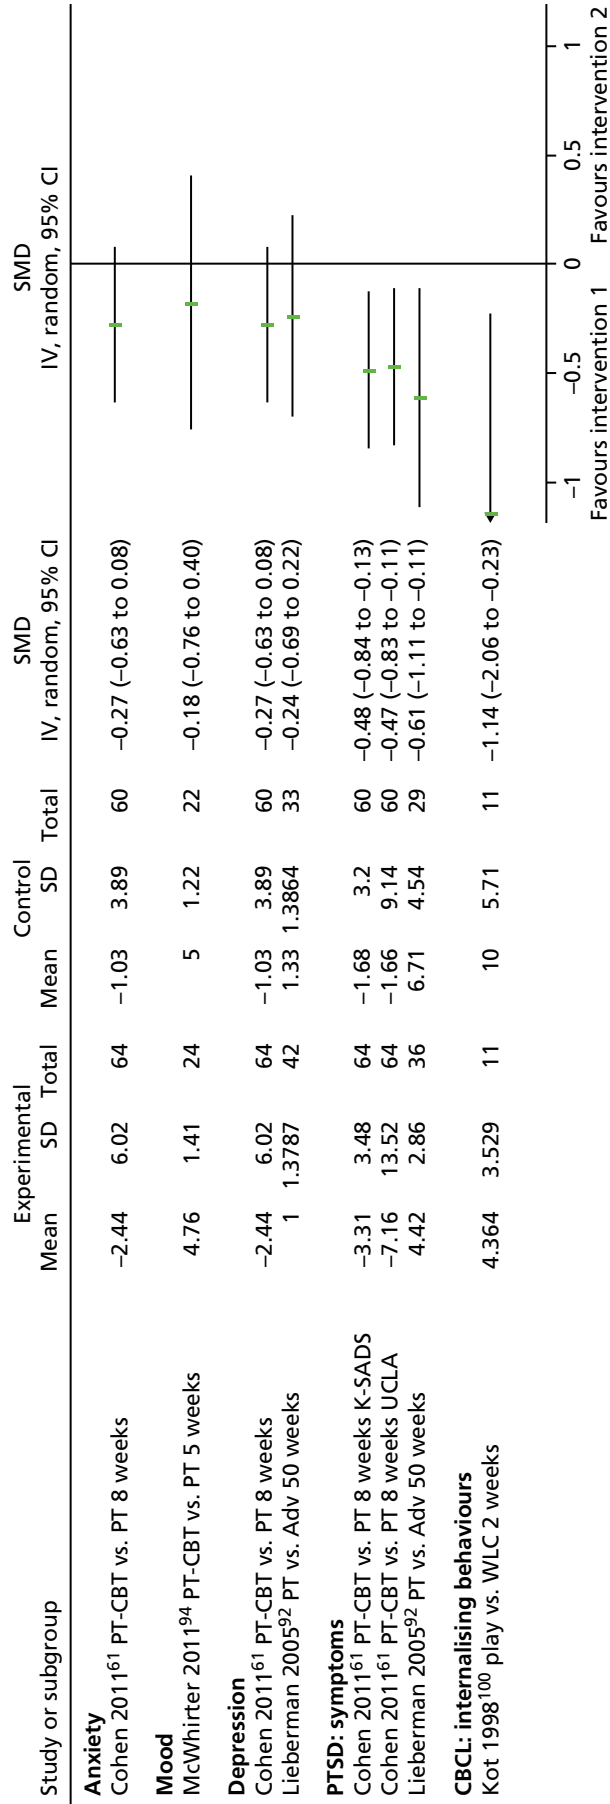 Experimental Control SMD SMD
Study or subgroup Mean SD Total Mean SD Total IV, random, 95% CI IV, random, 95% CI
Anxiety
Cohen 2011⁶¹ PT-CBT vs. PT 8 weeks −2.44 6.02 64 −1.03 3.89 60 −0.27 (−0.63 to 0.08)
Mood
McWhirter 2011⁹⁴ PT-CBT vs. PT 5 weeks 4.76 1.41 24 5 1.22 22 −0.18 (−0.76 to 0.40)
Depression
Cohen 2011⁶¹ PT-CBT vs. PT 8 weeks −2.44 6.02 64 −1.03 3.89 60 −0.27 (−0.63 to 0.08)
Lieberman 2005⁹² PT vs. Adv 50 weeks 1 1.3787 42 1.33 1.3864 33 −0.24 (−0.69 to 0.22)
PTSD: symptoms
Cohen 2011⁶¹ PT-CBT vs. PT 8 weeks K-SADS −3.31 3.48 64 −1.68 3.2 60 −0.48 (−0.84 to −0.13)
Cohen 2011⁶¹ PT-CBT vs. PT 8 weeks UCLA −7.16 13.52 64 −1.66 9.14 60 −0.47 (−0.83 to −0.11)
Lieberman 2005⁹² PT vs. Adv 50 weeks 4.42 2.86 36 6.71 4.54 29 −0.61 (−1.11 to −0.11)
CBCL: internalising behaviours
Kot 1998¹⁰⁰ play vs. WLC 2 weeks 4.364 3.529 11 10 5.71 11 −1.14 (−2.06 to −0.23)
−1 −0.5 0 0.5 1
Favours intervention 1 Favours intervention 2